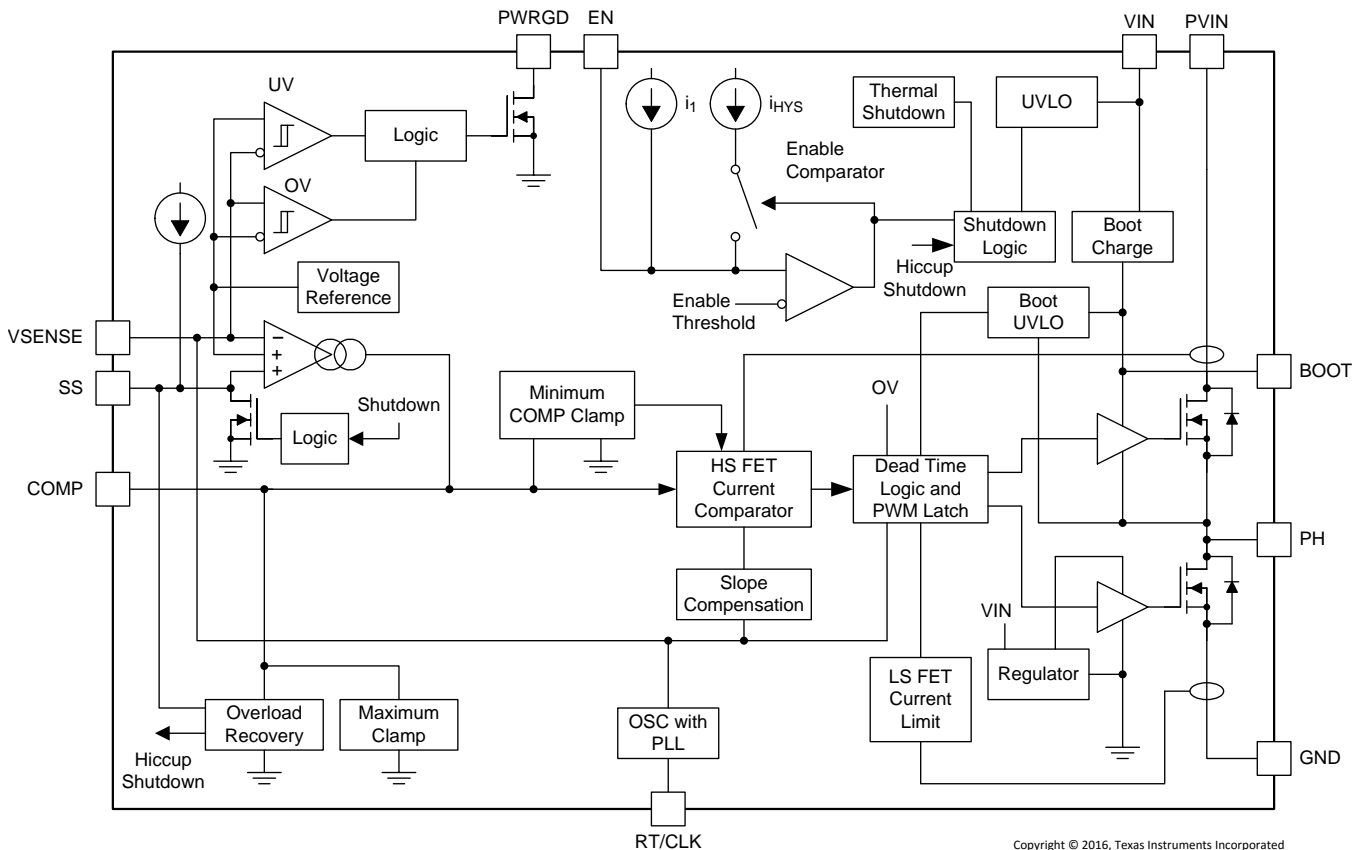 PWRGD
EN
VIN
PVIN
UV
Logic
i1
iHYS
Thermal
Shutdown
UVLO
Enable
Comparator
OV
Shutdown
Logic
Boot
Charge
Hiccup
Shutdown
Voltage
Reference
Enable
Threshold
Boot
UVLO
VSENSE
−
+
+
SS
BOOT
Shutdown
Logic
Minimum
COMP Clamp
OV
COMP
HS FET
Current
Comparator
Dead Time
Logic and
PWM Latch
PH
Slope
Compensation
VIN
Regulator
LS FET
Current
Limit
Overload
Recovery
Maximum
Clamp
OSC with
PLL
Hiccup
Shutdown
GND
RT/CLK
Copyright © 2016, Texas Instruments Incorporated